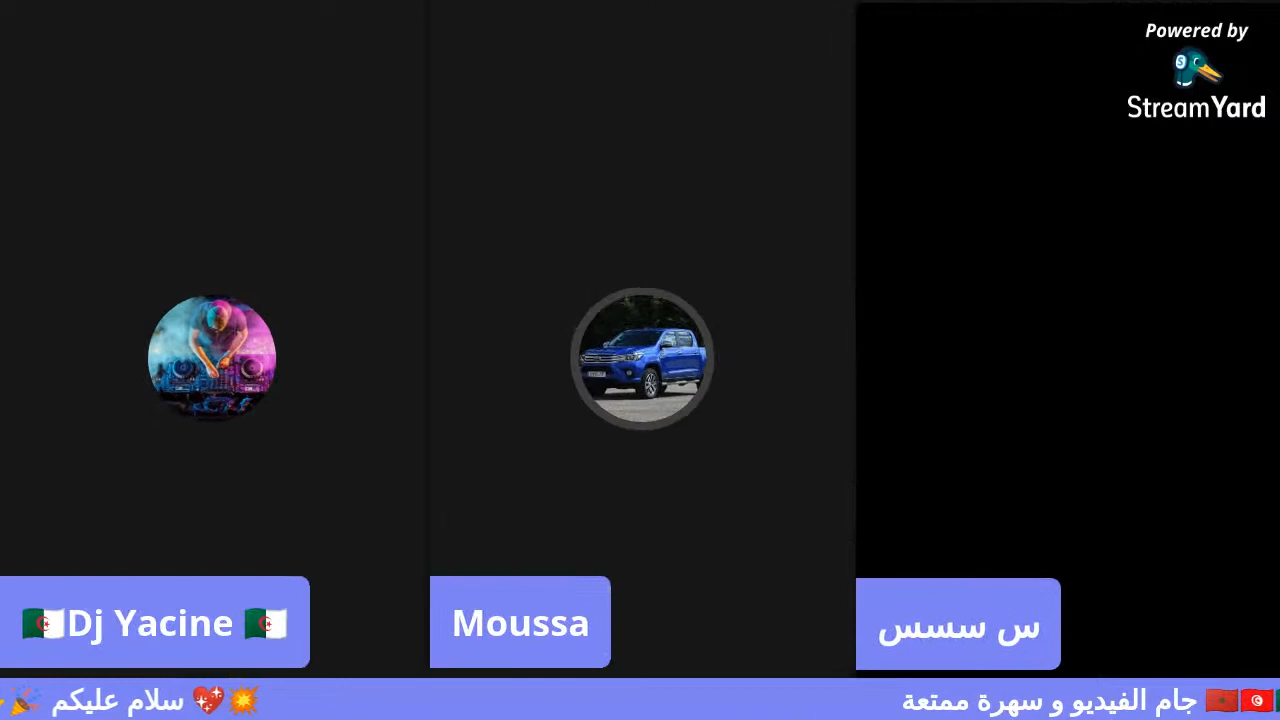 Powered by
StreamYard
🇩🇿Dj Yacine 🇩🇿
Moussa
س سسس
🎉 سلام عليكم 💖💥
جام الفيديو و سهرة ممتعة 🇲🇦🇹🇳